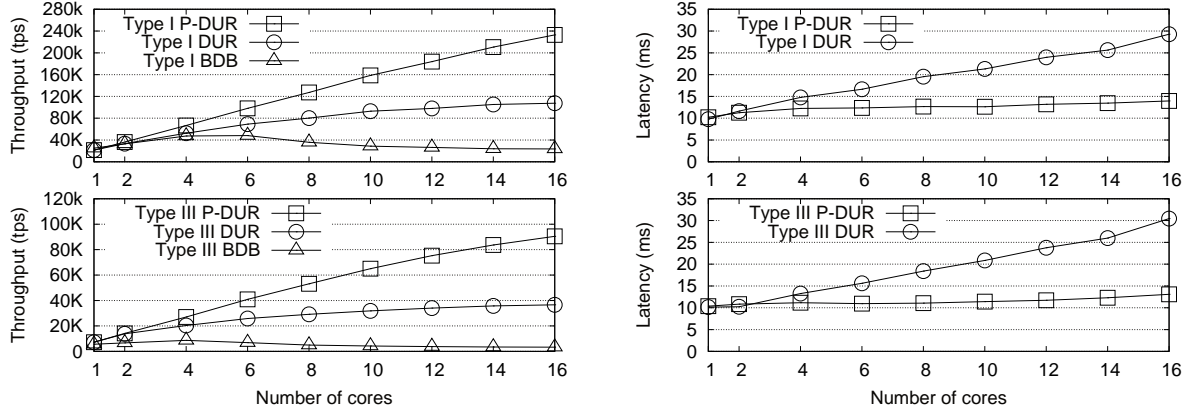 Throughput (tps)
280k
240k
200k
160K
120K
80K
40K
0
Type I P-DUR
Type I DUR
Type I BDB
1 2 4 6 8 10 12 14 16
Latency (ms)
35
30
25
20
15
10
5
0
Type I P-DUR
Type I DUR
1 2 4 6 8 10 12 14 16
Throughput (tps)
120k
100K
80K
60K
40K
20K
0
Type III P-DUR
Type III DUR
Type III BDB
1 2 4 6 8 10 12 14 16
Number of cores
Latency (ms)
35
30
25
20
15
10
5
0
Type III P-DUR
Type III DUR
1 2 4 6 8 10 12 14 16
Number of cores